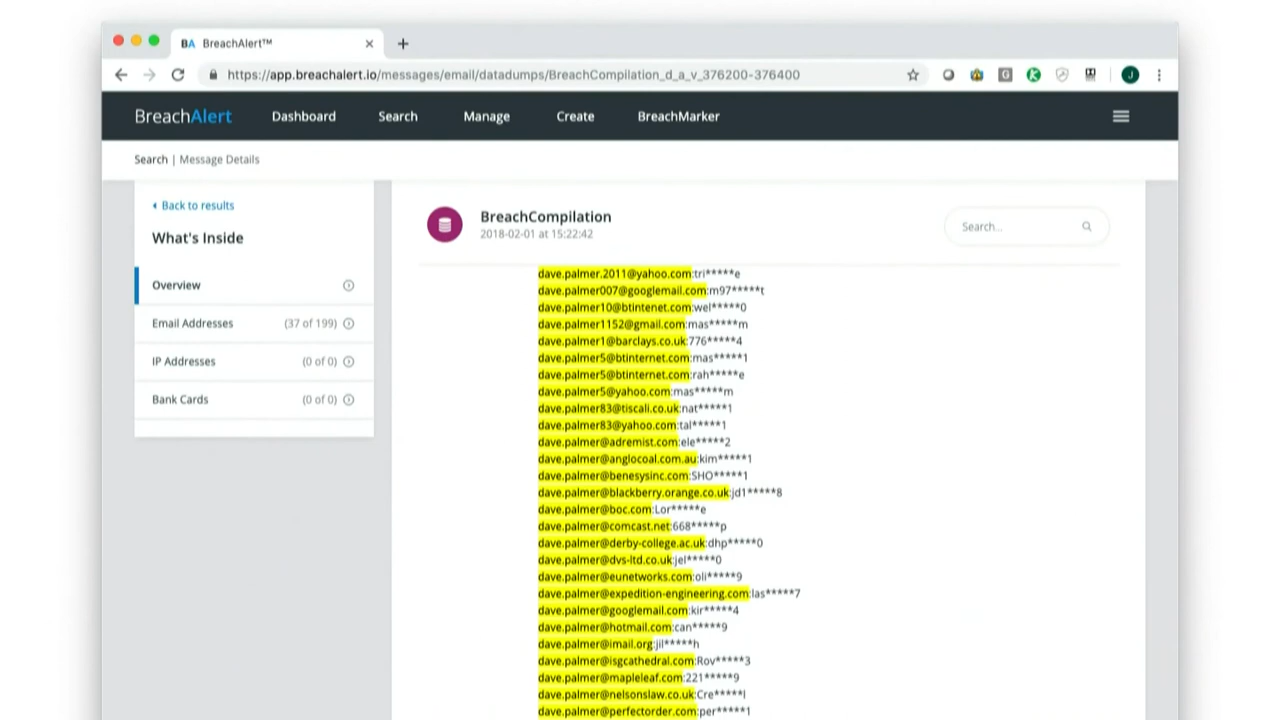 BA BreachAlert™
https://app.breachalert.io/messages/email/datadumps/BreachCompilation_d_a_v_376200-376400
J
BreachAlert Dashboard Search Manage Create BreachMarker
Search | Message Details
Back to results
What's Inside
Overview
Email Addresses (37 of 199)
IP Addresses (0 of 0)
Bank Cards (0 of 0)
BreachCompilation
2018-02-01 at 15:22:42
Search...
dave.palmer.2011@yahoo.com:tri*****e
dave.palmer007@googlemail.com:m97*****t
dave.palmer10@btintenet.com:wel*****0
dave.palmer1152@gmail.com:mas*****m
dave.palmer1@barclays.co.uk:776*****4
dave.palmer5@btinternet.com:mas*****1
dave.palmer5@btinternet.com:rah*****e
dave.palmer5@yahoo.com:mas*****m
dave.palmer83@tiscali.co.uk:nat*****1
dave.palmer83@yahoo.com:tal*****1
dave.palmer@adremist.com:ele*****2
dave.palmer@anglocoal.com.au:kim*****1
dave.palmer@benesysinc.com:SHO*****1
dave.palmer@blackberry.orange.co.uk:jd1*****8
dave.palmer@boc.com:Lor*****e
dave.palmer@comcast.net:668*****p
dave.palmer@derby-college.ac.uk:dhp*****0
dave.palmer@dvs-ltd.co.uk:jel*****0
dave.palmer@eunetworks.com:oli*****9
dave.palmer@expedition-engineering.com:las*****7
dave.palmer@googlemail.com:kir*****4
dave.palmer@hotmail.com:can*****9
dave.palmer@imail.org:jil*****h
dave.palmer@isgcathedral.com:Rov*****3
dave.palmer@mapleleaf.com:221*****9
dave.palmer@nelsonslaw.co.uk:Cre*****l
dave.palmer@perfectorder.com:per*****1